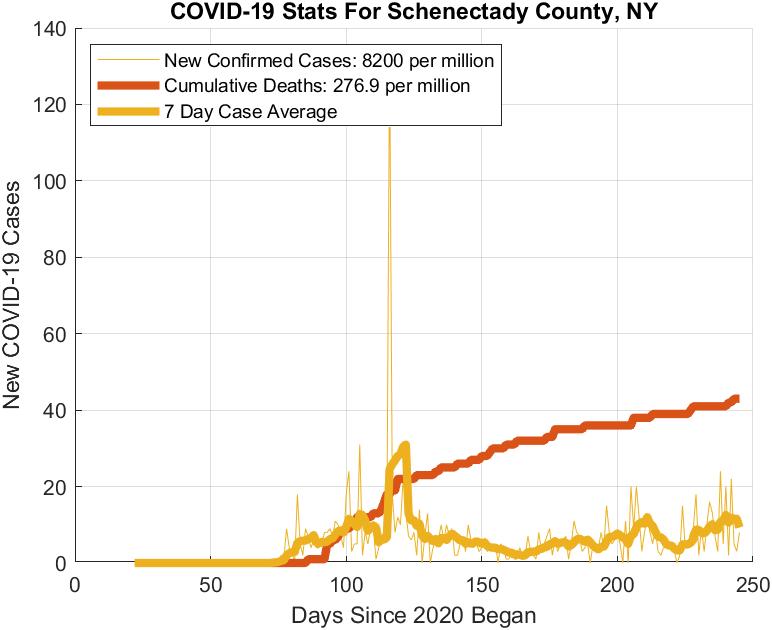 COVID-19 Stats For Schenectady County, NY
140
120
100
80
60
40
20
0
New COVID-19 Cases
New Confirmed Cases: 8200 per million
Cumulative Deaths: 276.9 per million
7 Day Case Average
0 50 100 150 200 250
Days Since 2020 Began